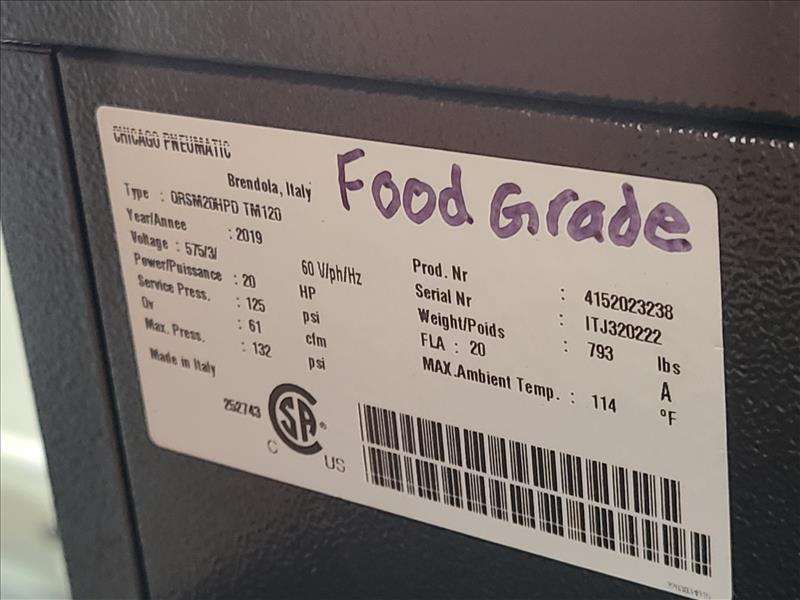 CHICAGO PNEUMATIC
Brendola, Italy
Food Grade
Type : QRSM20HPD TM120
Year/Annee : 2019
Voltage : 575/3/ 60 V/ph/Hz
Power/Puissance : 20 HP
Service Press. : 125 psi
Qv : 61 cfm
Max. Press. : 132 psi
Made in Italy
Prod. Nr : 4152023238
Serial Nr : ITJ320222
Weight/Poids : 793 lbs
FLA : 20 A
MAX.Ambient Temp. : 114 °F
252743
SA ®
C US